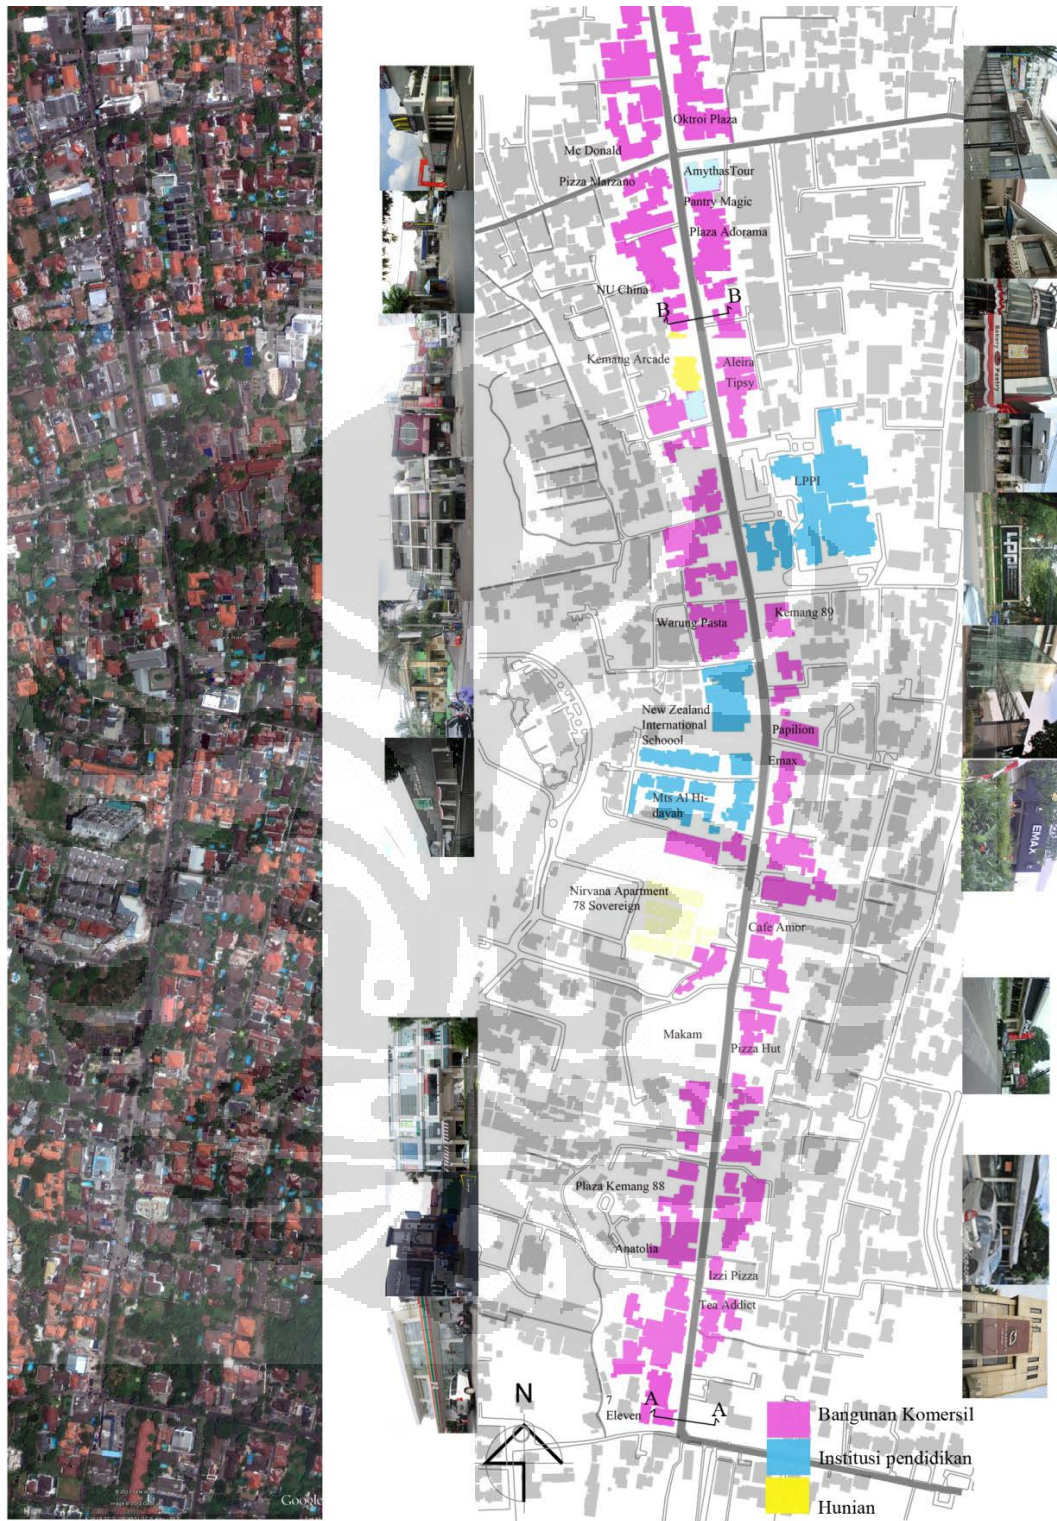 Oktroi Plaza
Mc Donald
Pizza Marzano
AmythasTour
Pantry Magic
Plaza Adorama
NU China
B
B
Kemang Arcade
Aleira
Tipsy
LPPI
LPPI
Kemang 89
Warung Pasta
New Zealand
International
Schoool
Papilion
Emax
EMAX
Mts Al Hi-
dayah
Nirvana Apartment
78 Sovereign
Cafe Amor
Makam
Pizza Hut
Plaza Kemang 88
Anatolia
Izzi Pizza
Tea Addict
N
7
Eleven
A
A
Bangunan Komersil
Institusi pendidikan
Hunian
Google